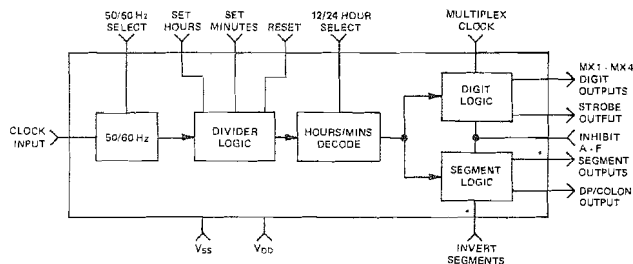 50/60 Hz
SELECT
SET
HOURS
SET
MINUTES
RESET
12/24 HOUR
SELECT
MULTIPLEX
CLOCK
CLOCK
INPUT
50/60 Hz
DIVIDER
LOGIC
HOURS/MINS
DECODE
DIGIT
LOGIC
SEGMENT
LOGIC
MX1 - MX4
DIGIT
OUTPUTS
STROBE
OUTPUT
INHIBIT
A - F
SEGMENT
OUTPUTS
DP/COLON
OUTPUT
VSS
VDD
INVERT
SEGMENTS